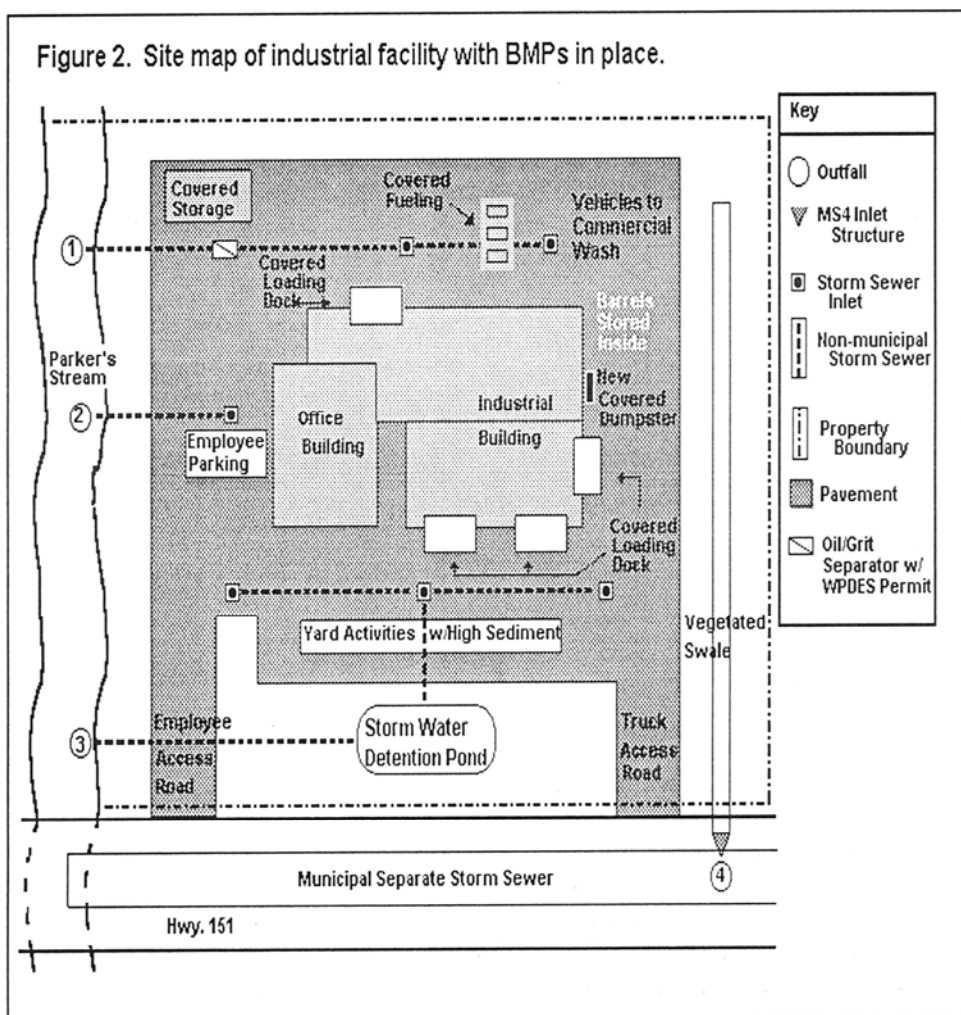 Figure 2. Site map of industrial facility with BMPs in place.
Key
Outfall
MS4 Inlet
Structure
Storm Sewer
Inlet
Non-municipal
Storm Sewer
Property
Boundary
Pavement
Oil/Grit
Separator w/
WPDES Permit
Covered
Storage
Covered
Fueling
Vehicles to
Commercial
Wash
1
Covered
Loading
Dock
Barrels
Stored
Inside
Parker's
Stream
2
Employee
Parking
Office
Building
Industrial
Building
New
Covered
Dumpster
Covered
Loading
Dock
Yard Activities w/High Sediment
Vegetated
Swale
3
Employee
Access
Road
Storm Water
Detention Pond
Truck
Access
Road
Municipal Separate Storm Sewer
4
Hwy. 151